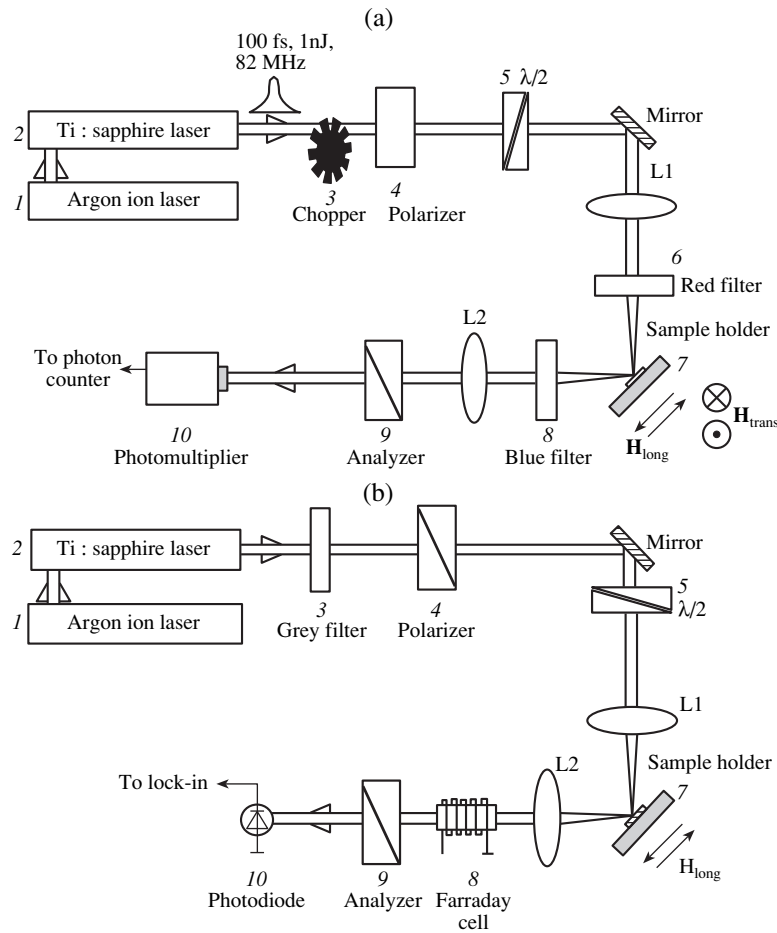 (a)
100 fs, 1nJ,
82 MHz
5 λ/2
Mirror
2 Ti : sapphire laser
L1
1 Argon ion laser
3
Chopper
4
Polarizer
6
Red filter
L2
Sample holder
To photon
counter
7
H trans
H long
10
Photomultiplier
9
Analyzer
8
Blue filter
(b)
2 Ti : sapphire laser
Mirror
5
λ/2
1 Argon ion laser
3
Grey filter
4
Polarizer
L1
L2
Sample holder
To lock-in
7
H long
10
Photodiode
9
Analyzer
8
Farraday
cell